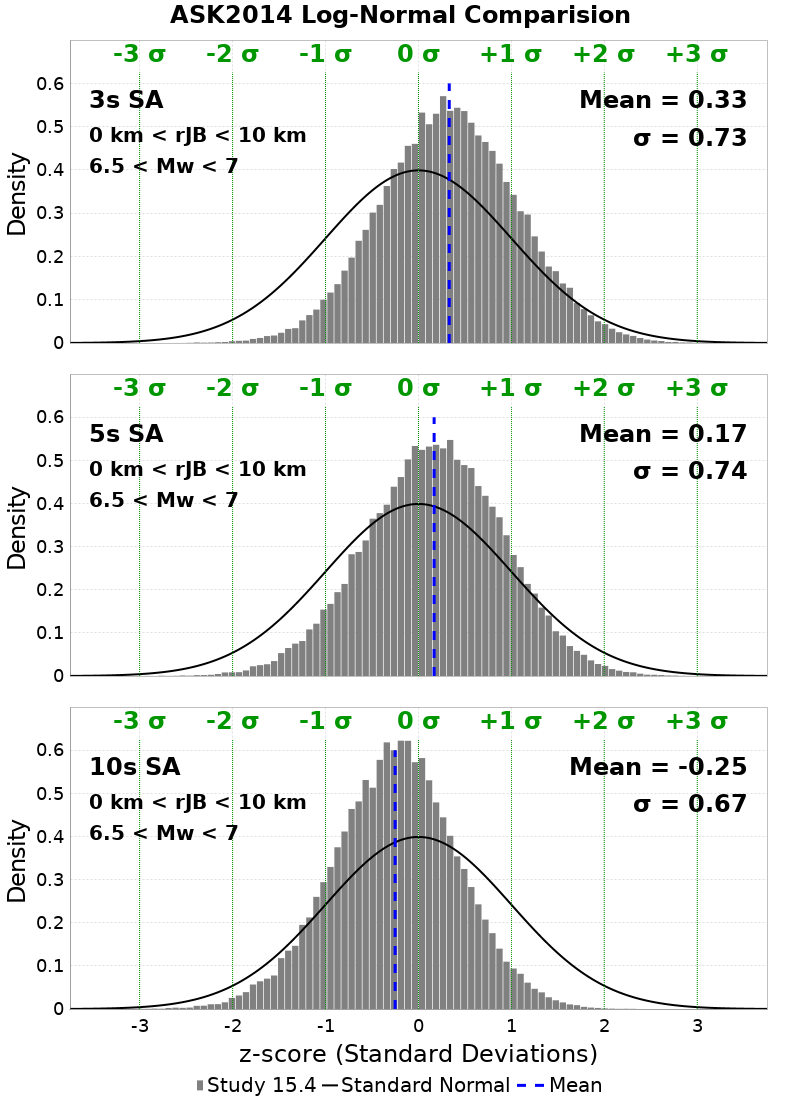 ASK2014 Log-Normal Comparision
-3 σ -2 σ -1 σ 0 σ +1 σ +2 σ +3 σ
3s SA
0 km < rJB < 10 km
6.5 < Mw < 7
Mean = 0.33
σ = 0.73
Density
0.6
0.5
0.4
0.3
0.2
0.1
0
-3 σ -2 σ -1 σ 0 σ +1 σ +2 σ +3 σ
5s SA
0 km < rJB < 10 km
6.5 < Mw < 7
Mean = 0.17
σ = 0.74
Density
0.6
0.5
0.4
0.3
0.2
0.1
0
-3 σ -2 σ -1 σ 0 σ +1 σ +2 σ +3 σ
10s SA
0 km < rJB < 10 km
6.5 < Mw < 7
Mean = -0.25
σ = 0.67
Density
0.6
0.5
0.4
0.3
0.2
0.1
0
-3 -2 -1 0 1 2 3
z-score (Standard Deviations)
Study 15.4 Standard Normal Mean